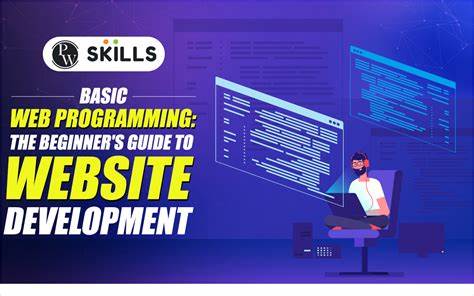 PW SKILLS
BASIC
WEB PROGRAMMING:
THE BEGINNER'S GUIDE TO
WEBSITE
DEVELOPMENT